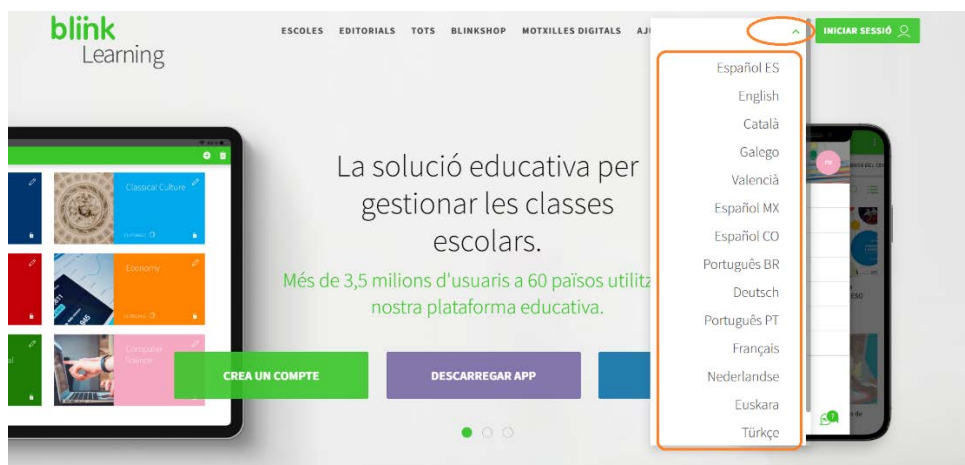 blink
Learning
ESCOLES EDITORIALS TOTS BLINKSHOP MOTXILLES DIGITALS
INICIAR SESSIÓ
Español ES
English
Català
Galego
Valencià
Español MX
Español CO
Português BR
Deutsch
Português PT
Français
Nederlandse
Euskara
Türkçe
Classical Culture
Economy
Computer
Science
La solució educativa per
gestionar les classes
escolars.
Més de 3,5 milions d'usuaris a 60 països
nostra plataforma educativa.
CREA UN COMPTE
DESCARREGAR APP
ESO